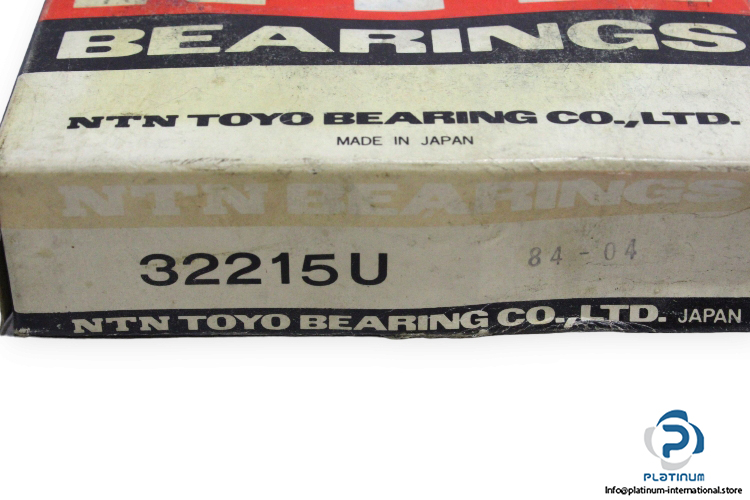 BEARINGS
NTN TOYO BEARING CO.,LTD.
MADE IN JAPAN
NTN BEARINGS
32215U
84-04
NTN TOYO BEARING CO.,LTD. JAPAN
PLATINUM
Info@platinum-international.store